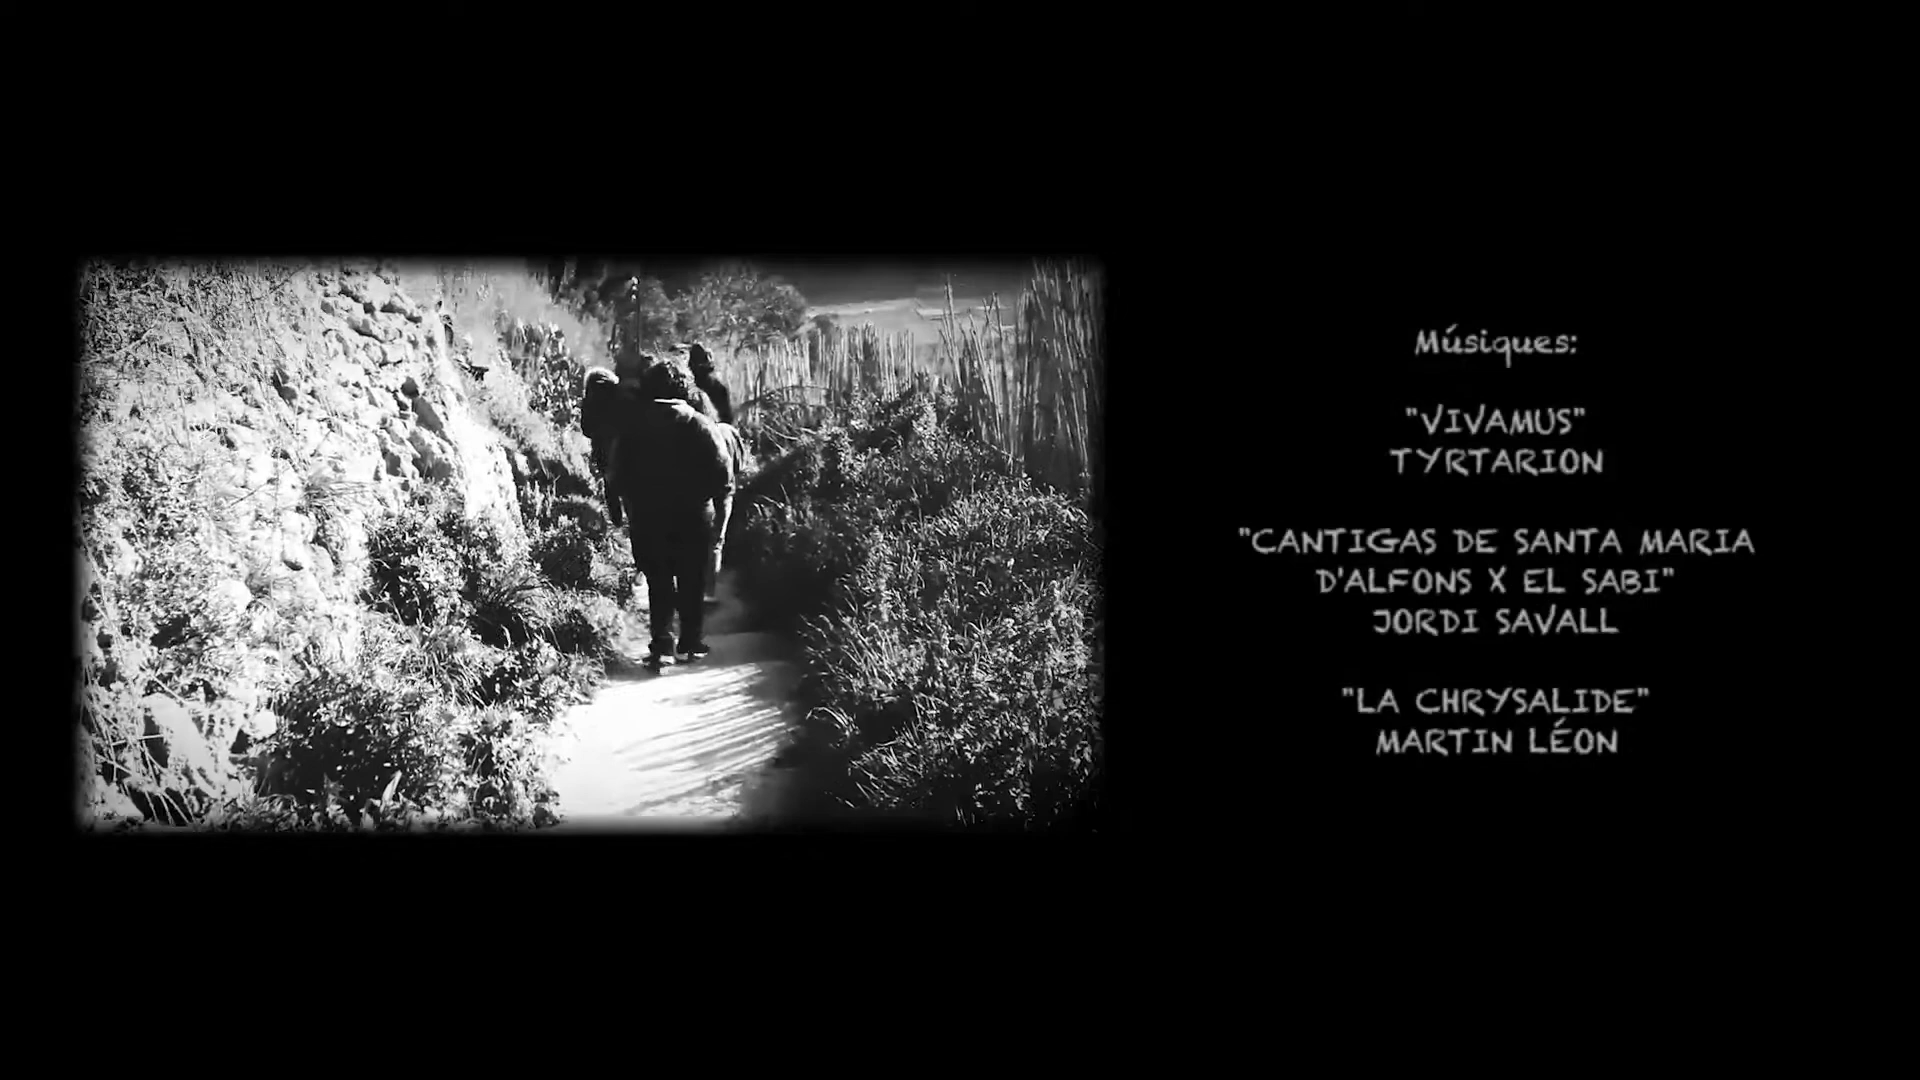 Músiques:
"VIVAMUS"
TYRTARION
"CANTIGAS DE SANTA MARIA
D'ALFONS X EL SABI"
JORDI SAVALL
"LA CHRYSALIDE"
MARTIN LÉON